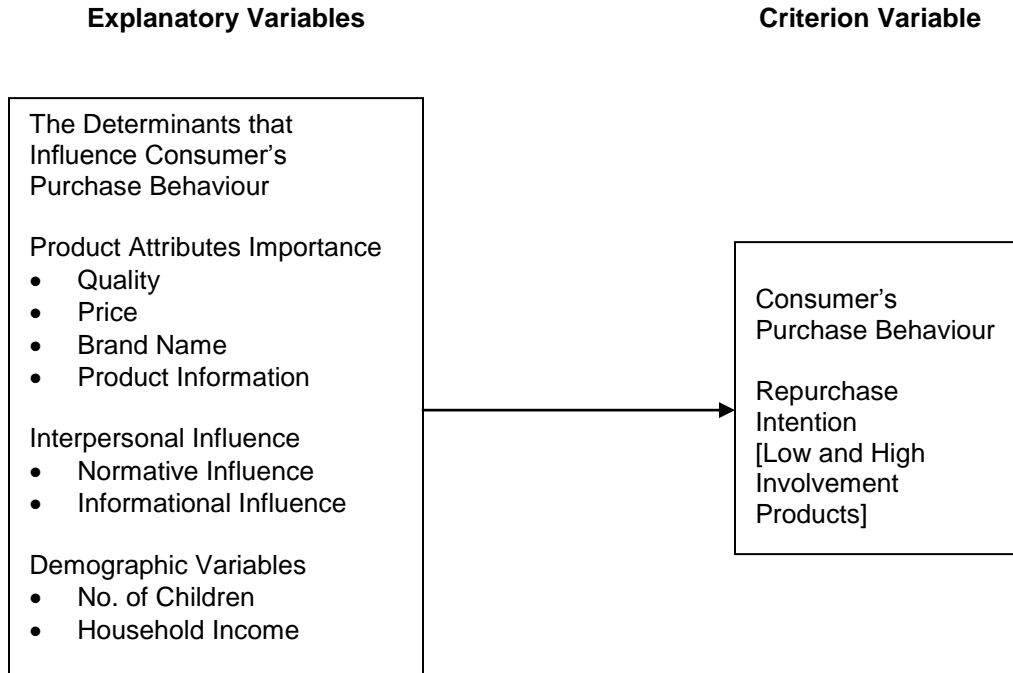 Explanatory Variables
Criterion Variable
The Determinants that
Influence Consumer's
Purchase Behaviour
Product Attributes Importance
• Quality
• Price
• Brand Name
• Product Information
Interpersonal Influence
• Normative Influence
• Informational Influence
Demographic Variables
• No. of Children
• Household Income
Consumer's
Purchase Behaviour
Repurchase
Intention
[Low and High
Involvement
Products]